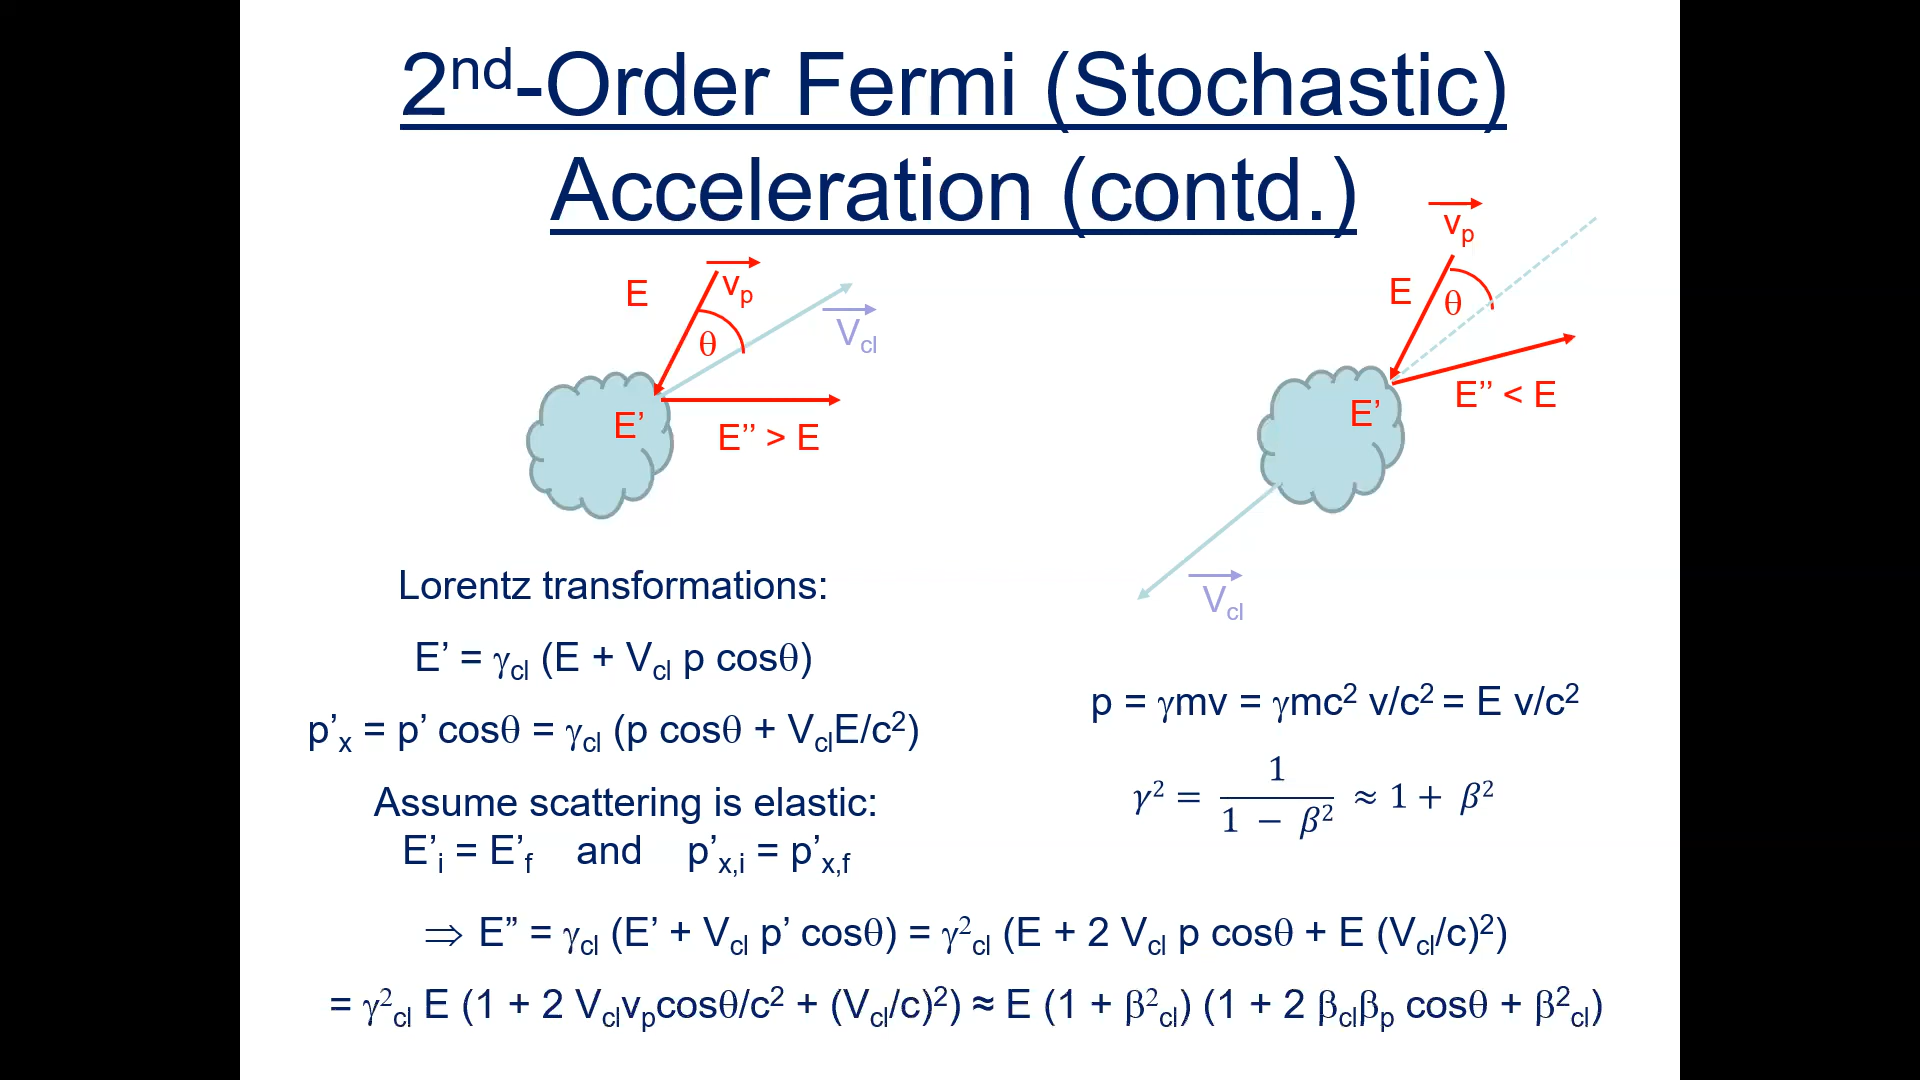 2nd-Order Fermi (Stochastic)
Acceleration (contd.)
E
vp
θ
Vcl
E’
E’’ > E
vp
E
θ
E’
E’’ < E
Vcl
Lorentz transformations:
E’ = γcl (E + Vcl p cosθ)
p’x = p’ cosθ = γcl (p cosθ + VclE/c2)
Assume scattering is elastic:
E’i = E’f and p’x,i = p’x,f
p = γmv = γmc2 v/c2 = E v/c2
γ2 = 1 / 1 − β2 ≈ 1 + β2
⇒ E” = γcl (E’ + Vcl p’ cosθ) = γ2cl (E + 2 Vcl p cosθ + E (Vcl/c)2)
= γ2cl E (1 + 2 Vclvpcosθ/c2 + (Vcl/c)2) ≈ E (1 + β2cl) (1 + 2 βclβp cosθ + β2cl)